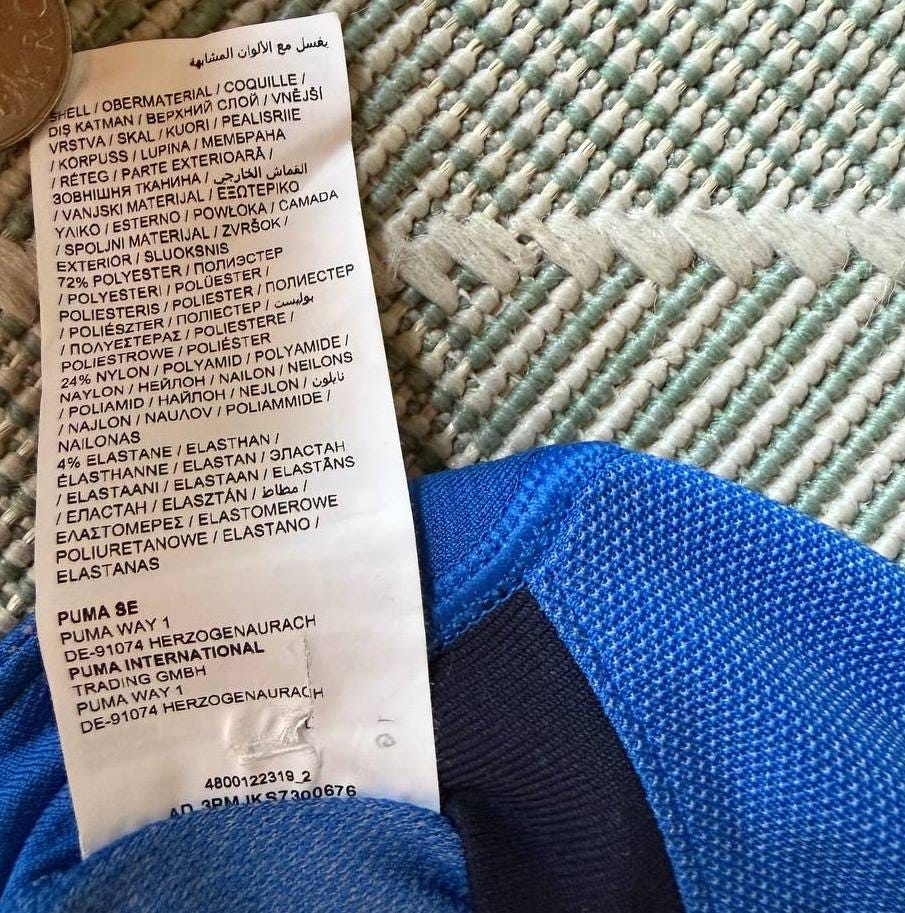 يغسل مع الألوان المشابهة
SHELL / OBERMATERIAL / COQUILLE /
DIŞ KATMAN / ВЕРХНИЙ СЛОЙ / VNĚJŠÍ
VRSTVA / SKAL / KUORI / PEALISRIIE
/ KORPUSS / LUPINA / МЕМБРАНА
/ RÉTEG / PARTE EXTERIOARĂ /
ЗОВНІШНЯ ТКАНИНА / القماش الخارجي
/ VANJSKI MATERIJAL / ΕΞΩΤΕΡΙΚΟ
ΥΛΙΚΟ / ESTERNO / POWŁOKA / CAMADA
/ SPOLJNI MATERIJAL / ZVRŠOK /
EXTERIOR / SLUOKSNIS
72% POLYESTER / ПОЛИЭСТЕР
/ POLYESTERI / POLÜESTER /
POLIESTERIS / POLIESTER / ПОЛИЕСТЕР
/ POLIÉSZTER / ПОЛІЕСТЕР / بوليستر
/ ΠΟΛΥΕΣΤΕΡΑΣ / POLIESTERE /
POLIESTROWE / POLIÉSTER
24% NYLON / POLYAMID / POLYAMIDE /
NAYLON / НЕЙЛОН / NAILON / NEILONS
/ POLIAMID / НАЙЛОН / NEJLON / نايلون
/ NAJLON / ΝΑΥΛΟΝ / POLIAMMIDE /
NAILONAS
4% ELASTANE / ELASTHAN /
ÉLASTHANNE / ELASTAN / ЭЛАСТАН
/ ELASTAANI / ELASTAAN / ELASTĀNS
/ ЕЛАСТАН / ELASZTÁN / مطاط /
ΕΛΑΣΤΟΜΕΡΕΣ / ELASTOMEROWE
POLIURETANOWE / ELASTANO /
ELASTANAS
PUMA SE
PUMA WAY 1
DE-91074 HERZOGENAURACH
PUMA INTERNATIONAL
TRADING GMBH
PUMA WAY 1
DE-91074 HERZOGENAURACH
4800122319_2